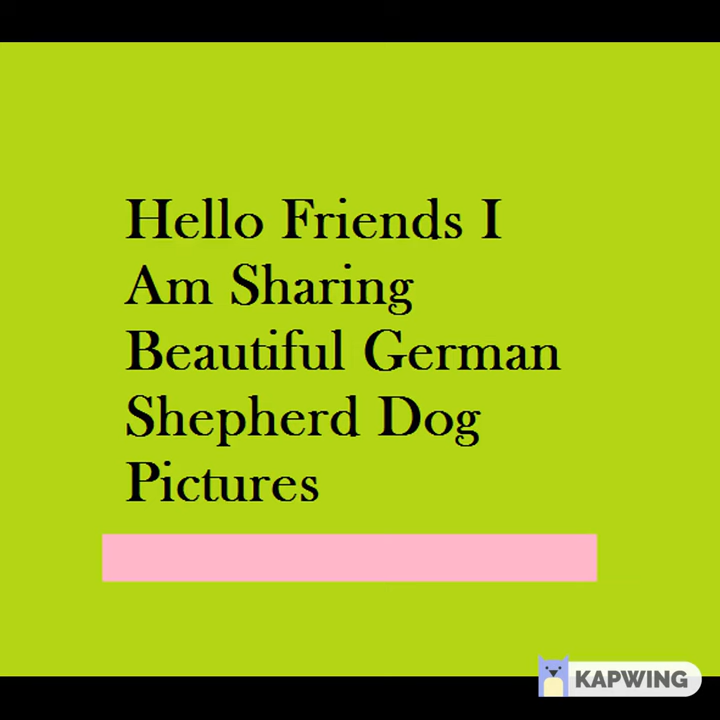 Hello Friends I
Am Sharing
Beautiful German
Shepherd Dog
Pictures
KAPWING